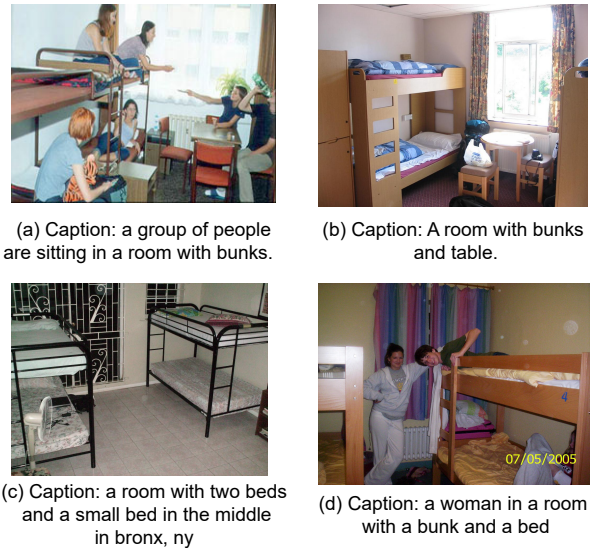 (a) Caption: a group of people
are sitting in a room with bunks.
(b) Caption: A room with bunks
and table.
4
07/05/2005
(c) Caption: a room with two beds
and a small bed in the middle
in bronx, ny
(d) Caption: a woman in a room
with a bunk and a bed